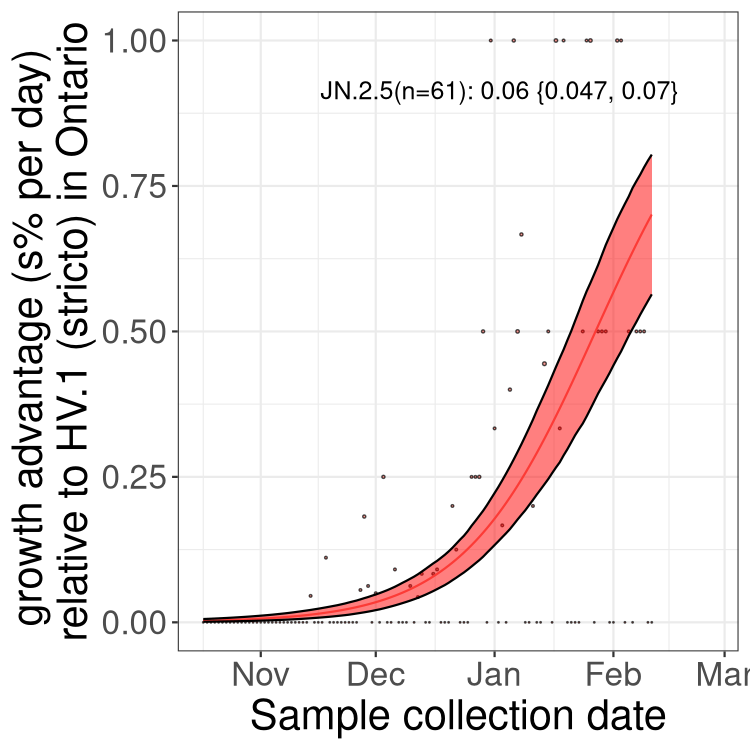 growth advantage (s% per day)
relative to HV.1 (stricto) in Ontario
1.00
0.75
0.50
0.25
0.00
JN.2.5(n=61): 0.06 {0.047, 0.07}
Nov Dec Jan Feb Mar
Sample collection date